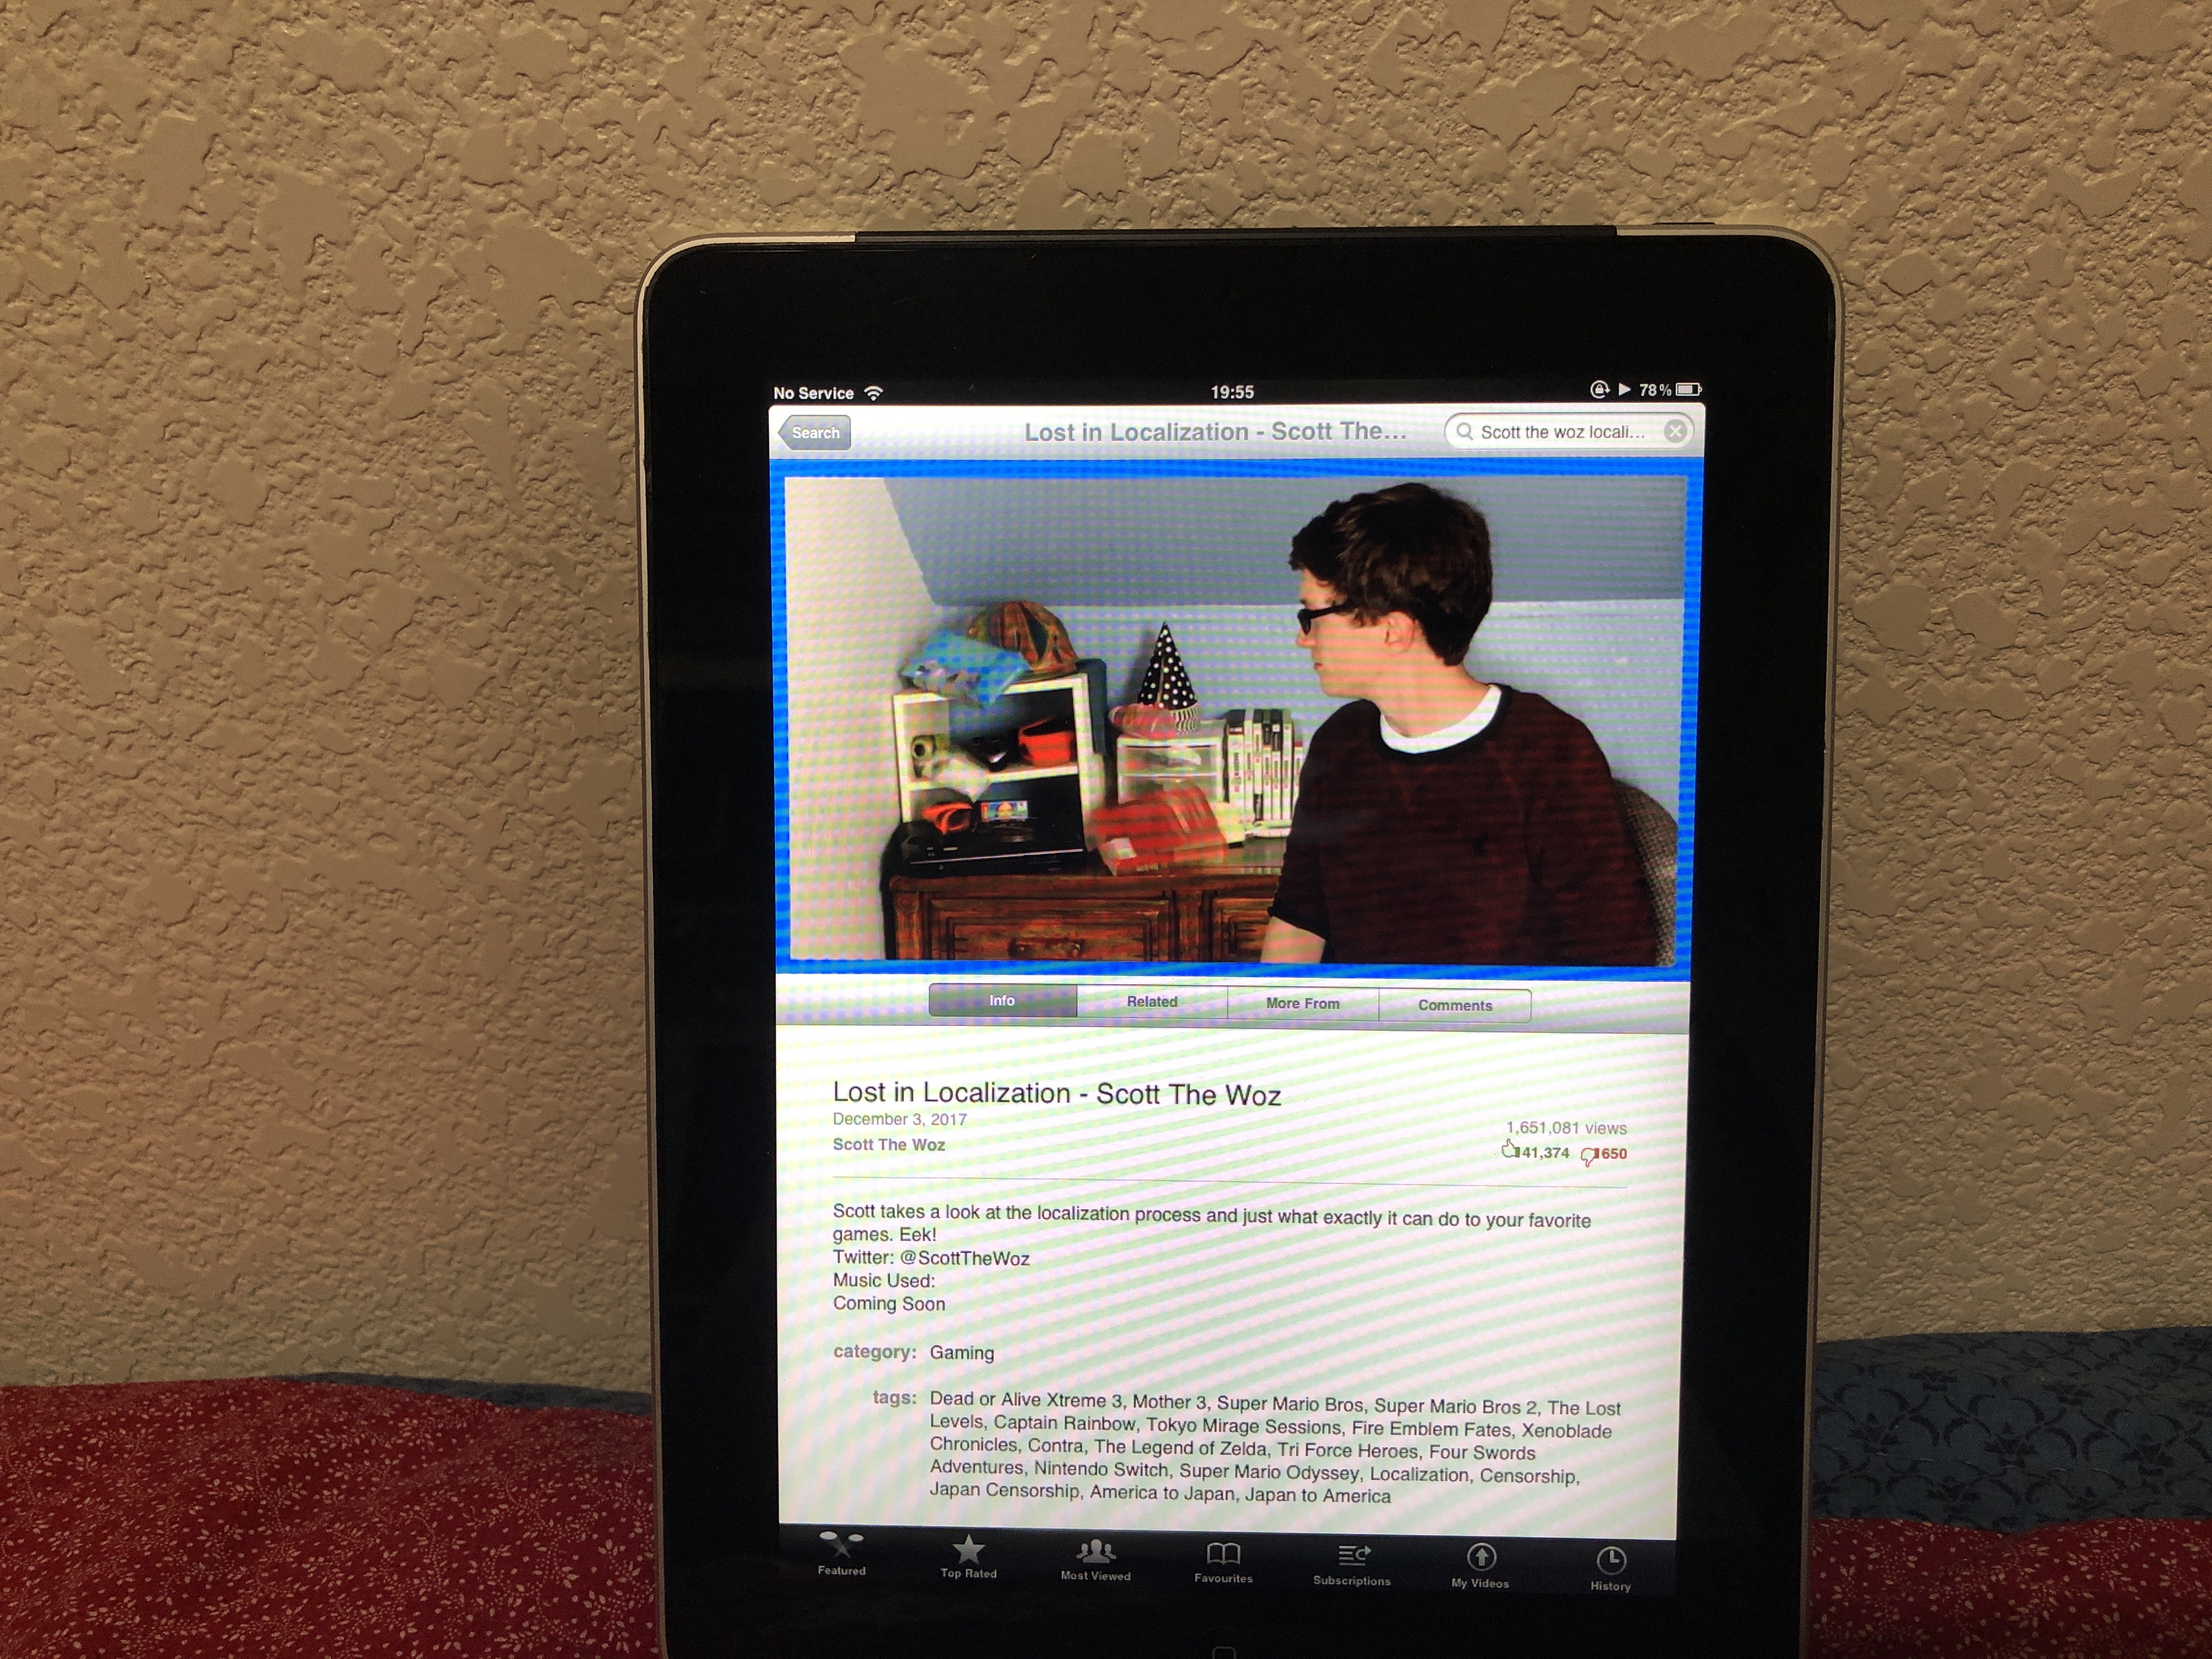 No Service
19:55
78%
Search
Lost in Localization - Scott The...
Scott the woz locali...
Info
Related
More From
Comments
Lost in Localization - Scott The Woz
December 3, 2017
1,651,081 views
Scott The Woz
41,374
650
Scott takes a look at the localization process and just what exactly it can do to your favorite
games. Eek!
Twitter: @ScottTheWoz
Music Used:
Coming Soon
category: Gaming
tags: Dead or Alive Xtreme 3, Mother 3, Super Mario Bros, Super Mario Bros 2, The Lost
Levels, Captain Rainbow, Tokyo Mirage Sessions, Fire Emblem Fates, Xenoblade
Chronicles, Contra, The Legend of Zelda, Tri Force Heroes, Four Swords
Adventures, Nintendo Switch, Super Mario Odyssey, Localization, Censorship,
Japan Censorship, America to Japan, Japan to America
Featured
Top Rated
Most Viewed
Favourites
Subscriptions
My Videos
History